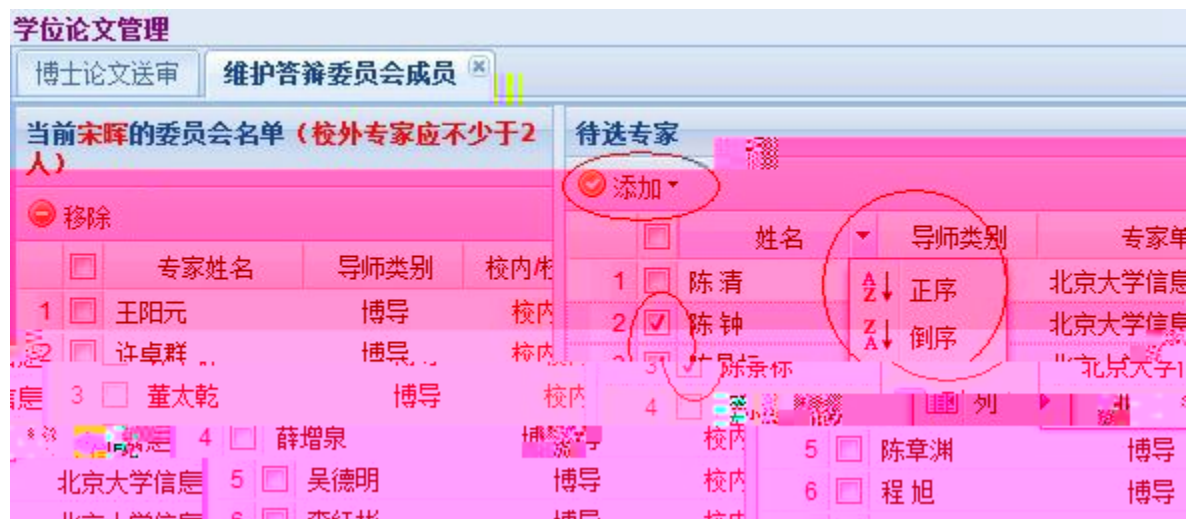 学位论文管理
博士论文送审 维护答辩委员会成员
当前宋晖的委员会名单（校外专家应不少于2人）
移除
专家姓名 导师类别 校内/校
1 王阳元 博导 校内
2 许卓群 博导 校内
3 董太乾 博导 校内
4 薛增泉 博导 校内
北京大学信息 5 吴德明 博导 校内
6
待选专家
添加
姓名 导师类别 专家单
1 陈清 北京大学信息
2 陈钟 北京大学信息
3 陈景标 北京大学信
4
5 陈章渊 博导
6 程旭 博导
正序
倒序
列